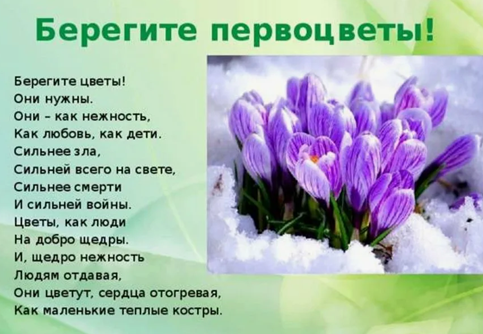 Берегите первоцветы!
Берегите цветы!
Они нужны.
Они – как нежность,
Как любовь, как дети.
Сильнее зла,
Сильней всего на свете,
Сильнее смерти
И сильней войны.
Цветы, как люди
На добро щедры.
И, щедро нежность
Людям отдавая,
Они цветут, сердца отогревая,
Как маленькие теплые костры.